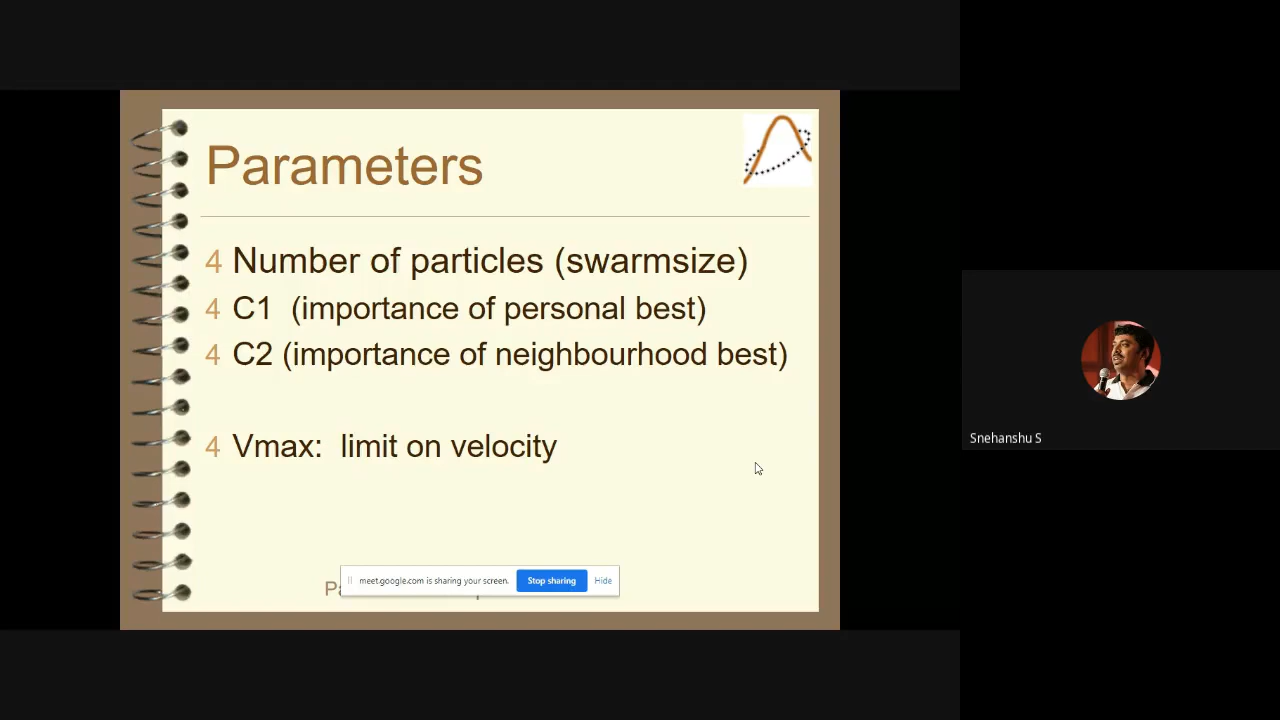 Parameters
4 Number of particles (swarmsize)
4 C1 (importance of personal best)
4 C2 (importance of neighbourhood best)
4 Vmax: limit on velocity
meet.google.com is sharing your screen. Stop sharing Hide
Snehanshu S